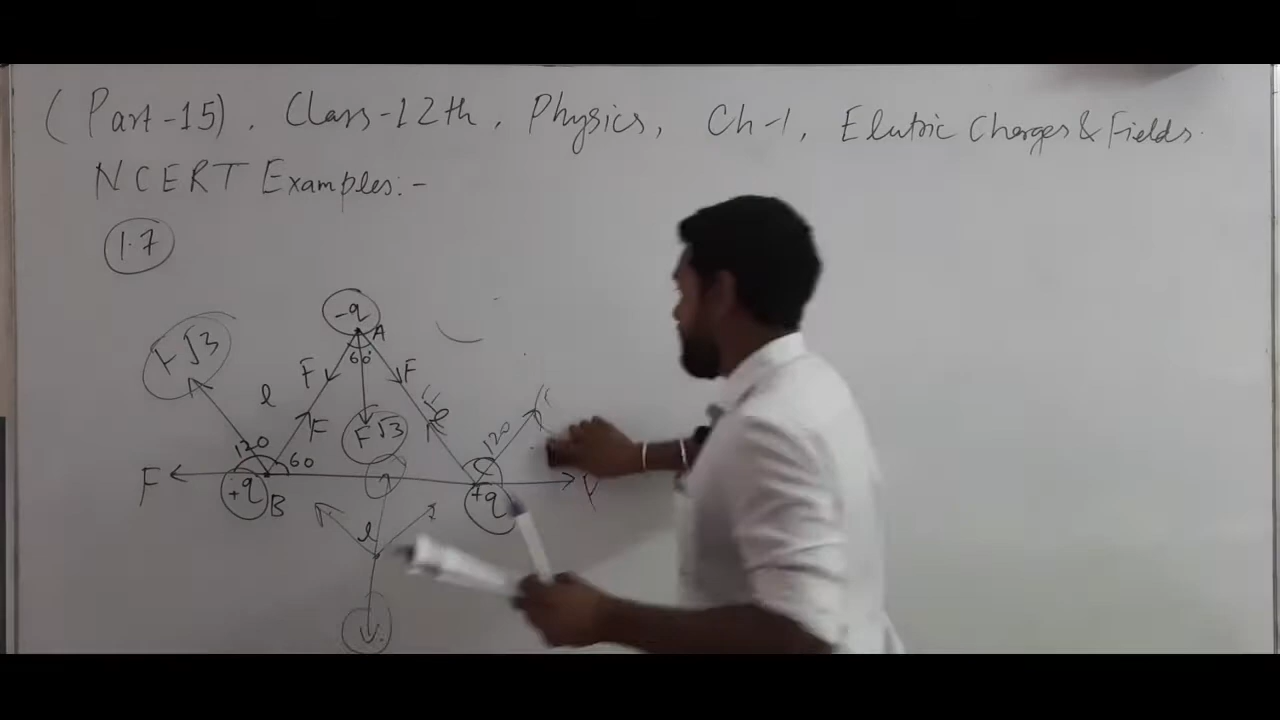 (Part-15). Class-12th, Physics, Ch-1, Elutric Charges & Fields.
NCERT Examples:-
1.7
-q
A
60°
F√3
F
F
l
F
F√3
F
120
60
120
+q
B
+q
l